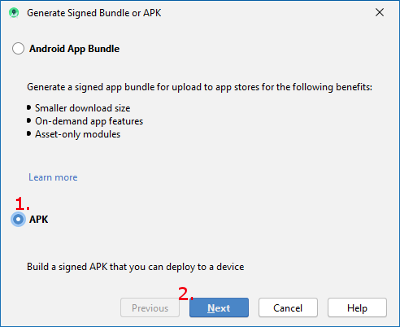 Generate Signed Bundle or APK
Android App Bundle
Generate a signed app bundle for upload to app stores for the following benefits:
Smaller download size
On-demand app features
Asset-only modules
Learn more
1.
APK
Build a signed APK that you can deploy to a device
2.
Previous Next Cancel Help